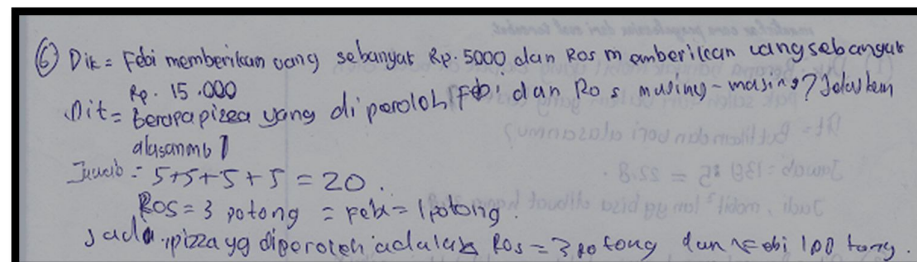 ⑥ Dik = Febi memberikan uang sebanyak Rp. 5000 dan Ros memberikan uang sebanyak
Rp. 15.000
Dit = berapa pizza yang diperoleh Febi dan Ros masing-masing? Jelaskan
alasanmu!
Jawab = 5+5+5+5 = 20.
Ros = 3 potong = pebi = 1 potong.
Jada pizza yg diperoleh adalah Ros = 3 potong dan Febi 1 potong.